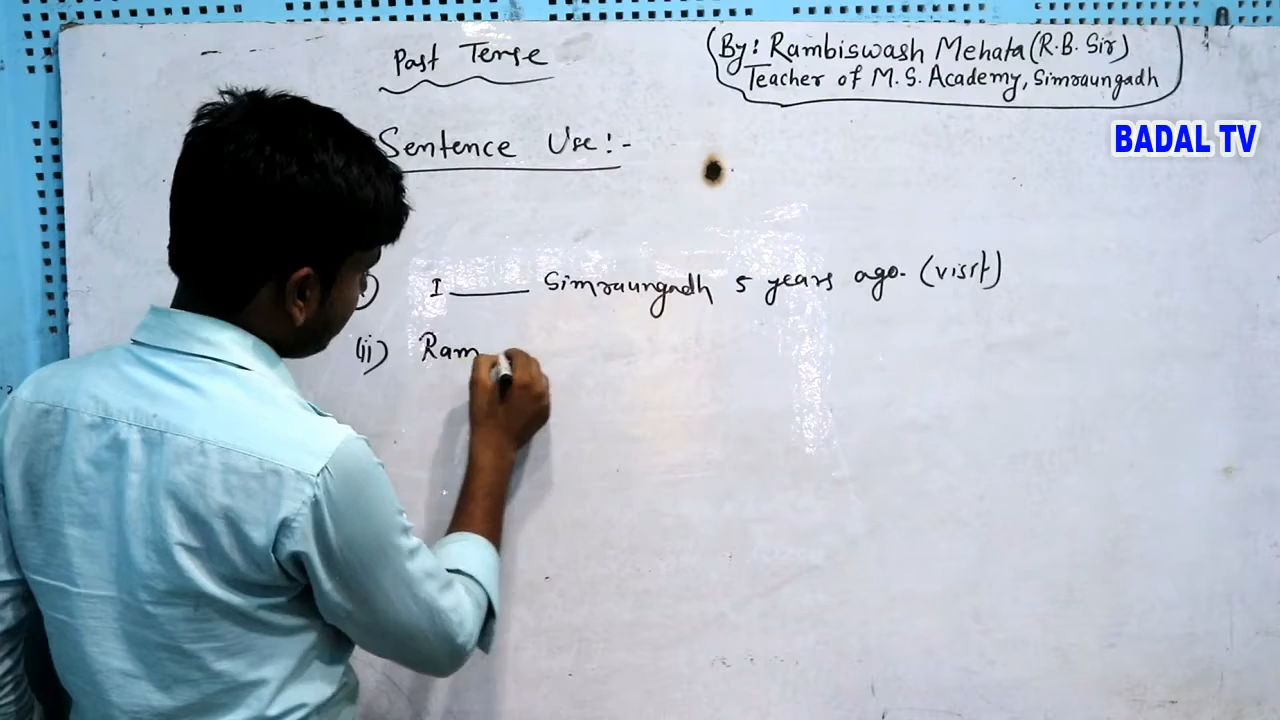 Past Tense
(By: Rambiswash Mehata (R.B. Sir)
Teacher of M.S. Academy, Simraungadh
BADAL TV
Sentence Use:-
) I ____ Simraungadh 5 years ago. (visit)
(ii) Ram